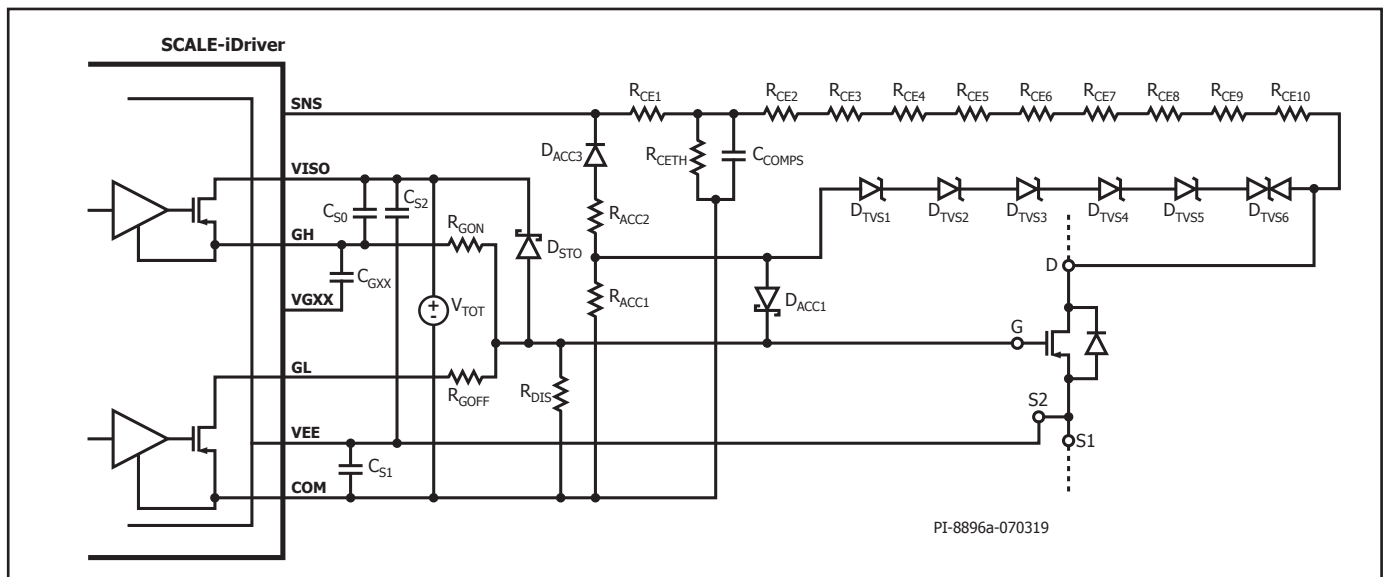 SCALE-iDriver
SNS
RCE1
RCE2
RCE3
RCE4
RCE5
RCE6
RCE7
RCE8
RCE9
RCE10
DACC3
RCETH
CCOMPS
VISO
CS0
CS2
RGON
DSTO
RACC2
DTVS1
DTVS2
DTVS3
DTVS4
DTVS5
DTVS6
GH
CGXX
VGXX
VTOT
RACC1
DACC1
D
G
GL
RGOFF
RDIS
S2
VEE
S1
CS1
COM
PI-8896a-070319
+
-